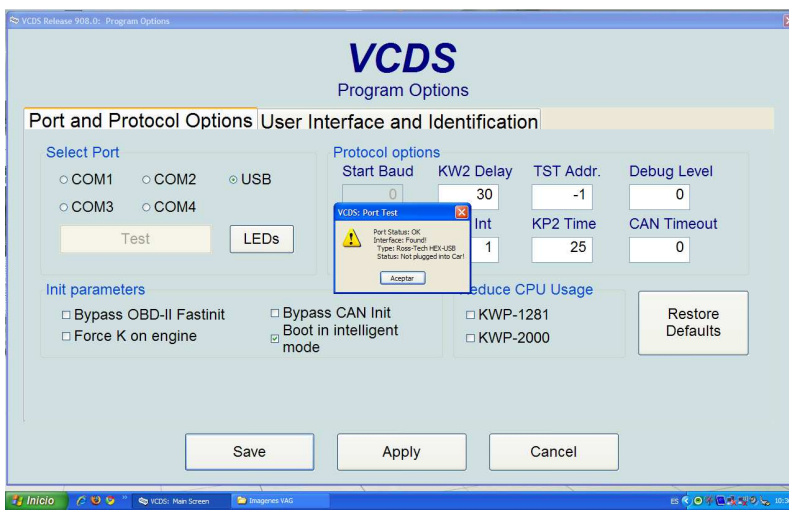 VCDS Release 908.0: Program Options
VCDS
Program Options
Port and Protocol Options
User Interface and Identification
Select Port
COM1
COM2
USB
COM3
COM4
Test
LEDs
Protocol options
Start Baud
KW2 Delay
TST Addr.
Debug Level
0
30
-1
0
Int
KP2 Time
CAN Timeout
1
25
0
VCDS: Port Test
Port Status: OK
Interface: Found!
Type: Ross-Tech HEX-USB
Status: Not plugged into Car!
Aceptar
Init parameters
Bypass OBD-II Fastinit
Bypass CAN Init
Force K on engine
Boot in intelligent
mode
Reduce CPU Usage
KWP-1281
KWP-2000
Restore
Defaults
Save
Apply
Cancel
Inicio
VCDS: Main Screen
Imagenes VAG
ES